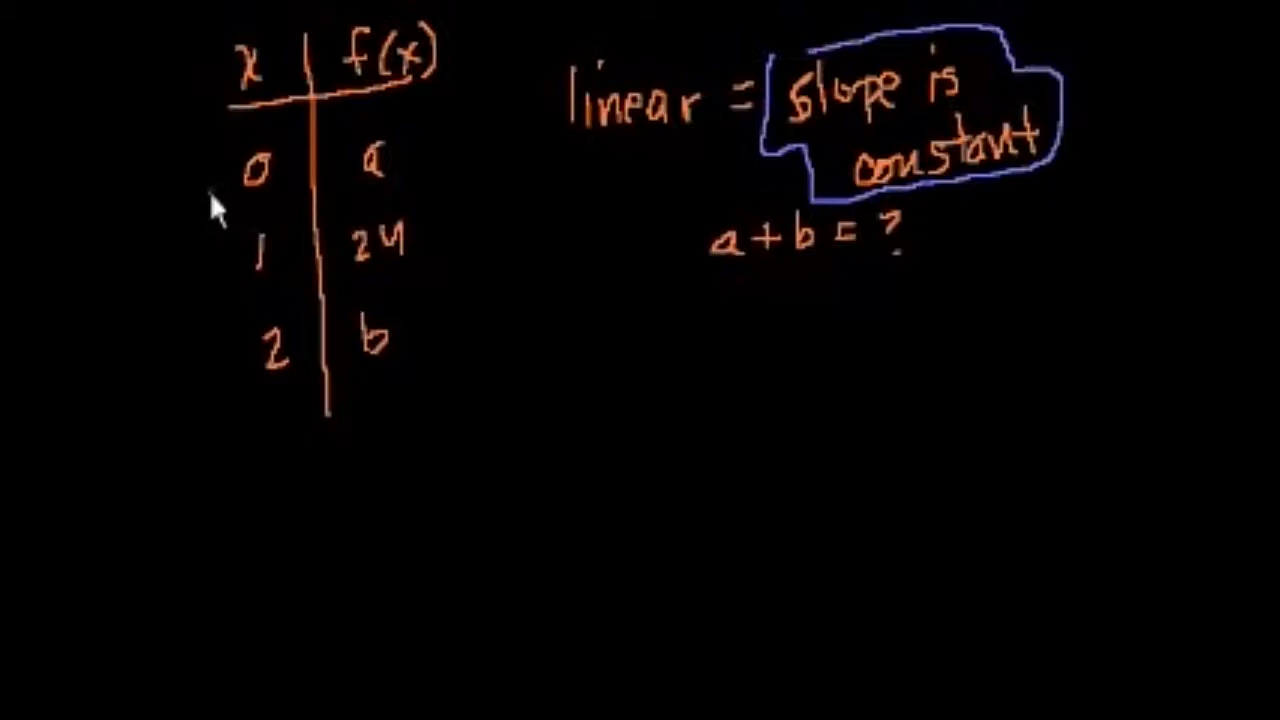 x f(x)
0 a
1 24
2 b
linear = slope is
constant
a+b = ?